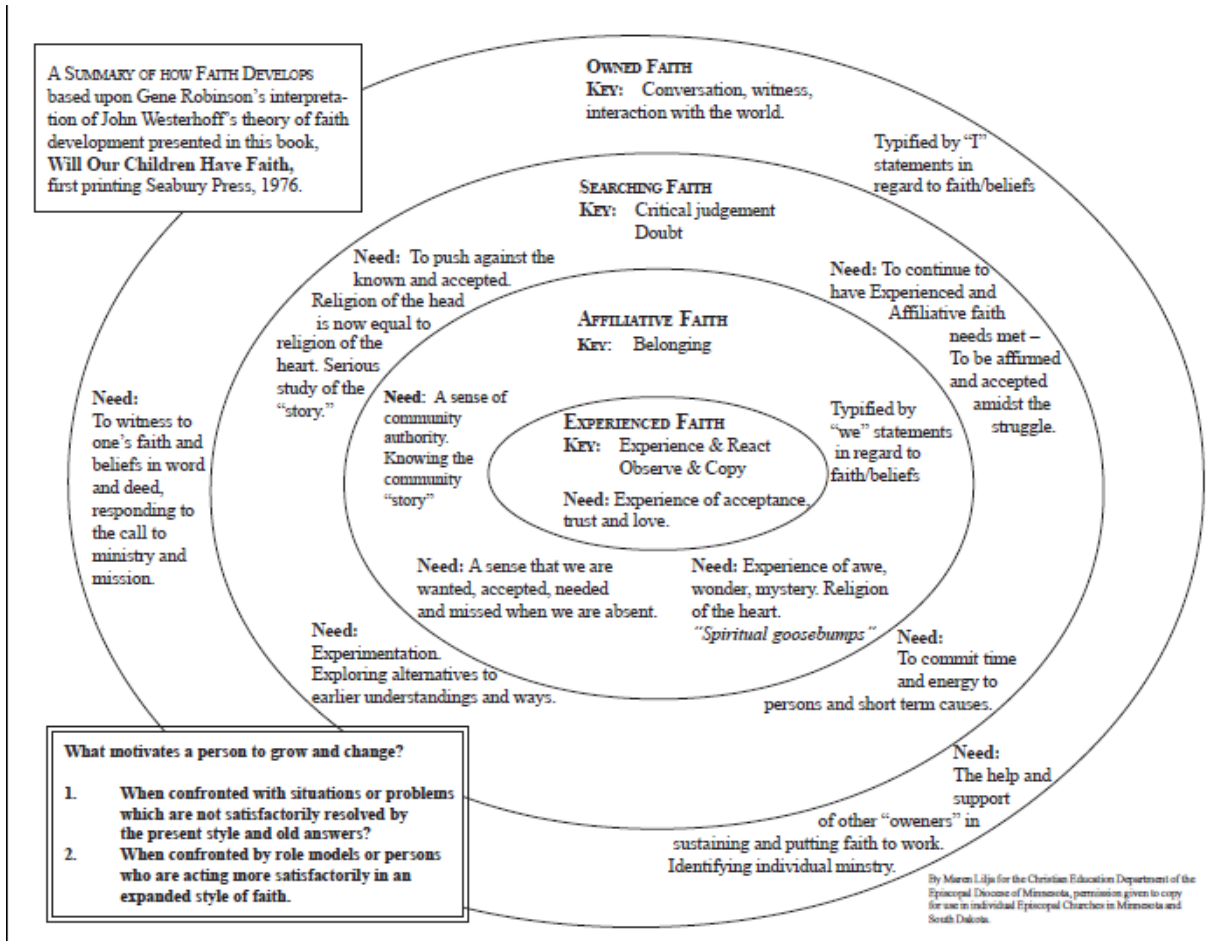 A SUMMARY OF HOW FAITH DEVELOPS
based upon Gene Robinson's interpreta-
tion of John Westerhoff's theory of faith
development presented in this book,
Will Our Children Have Faith,
first printing Seabury Press, 1976.
OWNED FAITH
KEY: Conversation, witness,
interaction with the world.
Typified by "I"
statements in
regard to faith/beliefs
SEARCHING FAITH
KEY: Critical judgement
Doubt
Need: To push against the
known and accepted.
Religion of the head
is now equal to
religion of the
heart. Serious
study of the
"story."
Need: To continue to
have Experienced and
Affiliative faith
needs met –
To be affirmed
and accepted
amidst the
struggle.
AFFILIATIVE FAITH
KEY: Belonging
Need:
To witness to
one's faith and
beliefs in word
and deed,
responding to
the call to
ministry and
mission.
Need: A sense of
community
authority.
Knowing the
community
"story"
EXPERIENCED FAITH
KEY: Experience & React
Observe & Copy
Need: Experience of acceptance,
trust and love.
Typified by
"we" statements
in regard to
faith/beliefs
Need: A sense that we are
wanted, accepted, needed
and missed when we are absent.
Need: Experience of awe,
wonder, mystery. Religion
of the heart.
"Spiritual goosebumps"
Need:
Experimentation.
Exploring alternatives to
earlier understandings and ways.
Need:
To commit time
and energy to
persons and short term causes.
What motivates a person to grow and change?
1. When confronted with situations or problems
which are not satisfactorily resolved by
the present style and old answers?
2. When confronted by role models or persons
who are acting more satisfactorily in an
expanded style of faith.
Need:
The help and
support
of other "oweners" in
sustaining and putting faith to work.
Identifying individual minstry.
By Maren Lilja for the Christian Education Department of the
Episcopal Diocese of Minnesota, permission given to copy
for use in individual Episcopal Churches in Minnesota and
South Dakota.